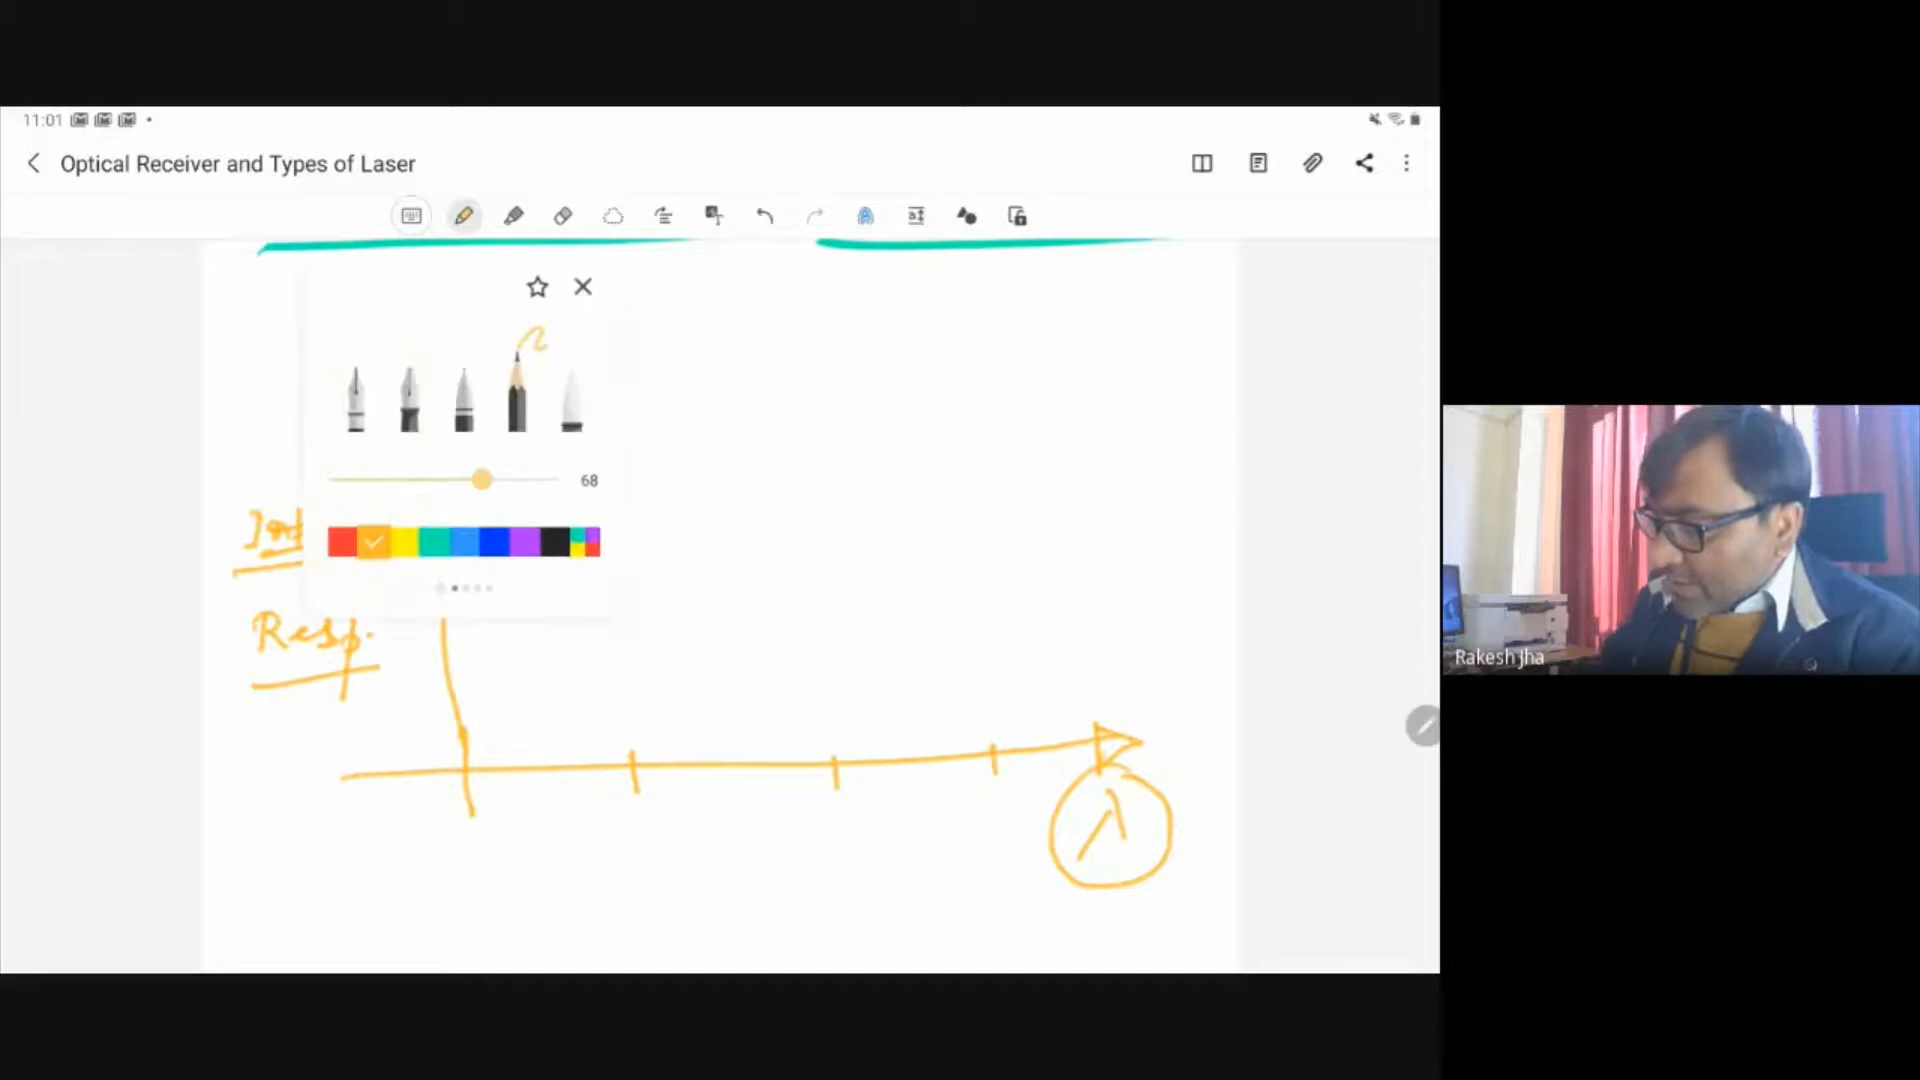 11:01
Optical Receiver and Types of Laser
68
Resp.
λ
Rakesh Jha